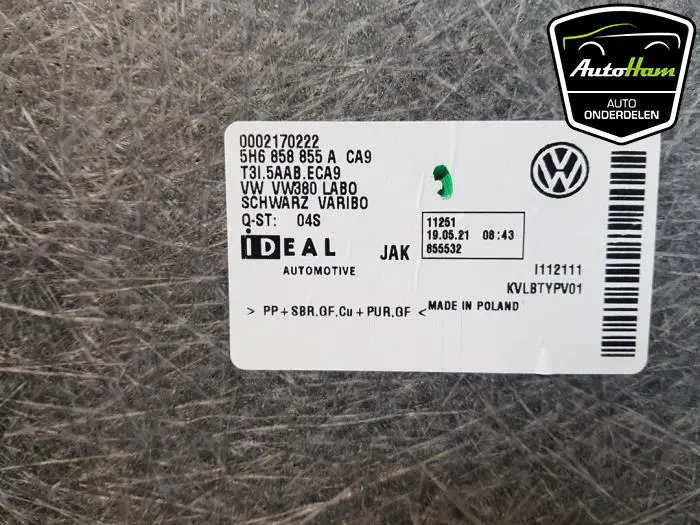 AutoHam
AUTO
ONDERDELEN
0002170222
5H6 858 855 A CA9
T3I.5AAB.ECA9
VW VW380 LABO
SCHWARZ VARIBO
Q-ST: 04S
iDEAL
AUTOMOTIVE
JAK
11251
19.05.21 08:43
855532
I112111
KVLBTYPV01
> PP+SBR,GF,Cu+PUR,GF <
MADE IN POLAND